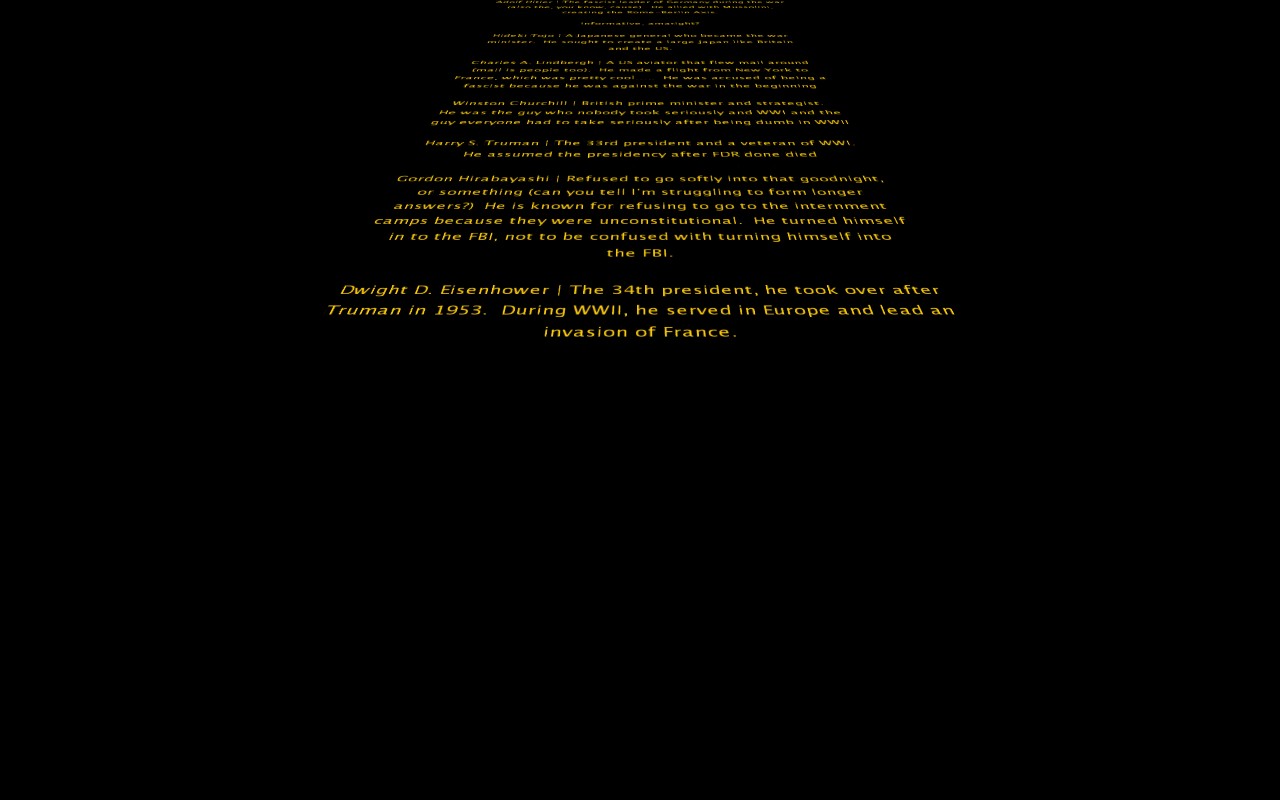 Adolf Hitler | The fascist leader of Germany during the war
(also the, you know, cause).  He allied with Mussolini,
creating the Rome-Berlin Axis.
informative, amaright?
Hideki Tojo | A Japanese general who became the war
minister.  He sought to create a large Japan like Britain
and the US.
Charles A. Lindbergh | A US aviator that flew mail around
(mail is people too).  He made a flight from New York to
France, which was pretty cool.  He was accused of being a
fascist because he was against the war in the beginning
Winston Churchill | British prime minister and strategist.
He was the guy who nobody took seriously and WWI and the
guy everyone had to take seriously after being dumb in WWII
Harry S. Truman | The 33rd president and a veteran of WWI.
He assumed the presidency after FDR done died
Gordon Hirabayashi | Refused to go softly into that goodnight,
or something (can you tell I'm struggling to form longer
answers?)  He is known for refusing to go to the internment
camps because they were unconstitutional.  He turned himself
in to the FBI, not to be confused with turning himself into
the FBI.
Dwight D. Eisenhower | The 34th president, he took over after
Truman in 1953.  During WWII, he served in Europe and lead an
invasion of France.